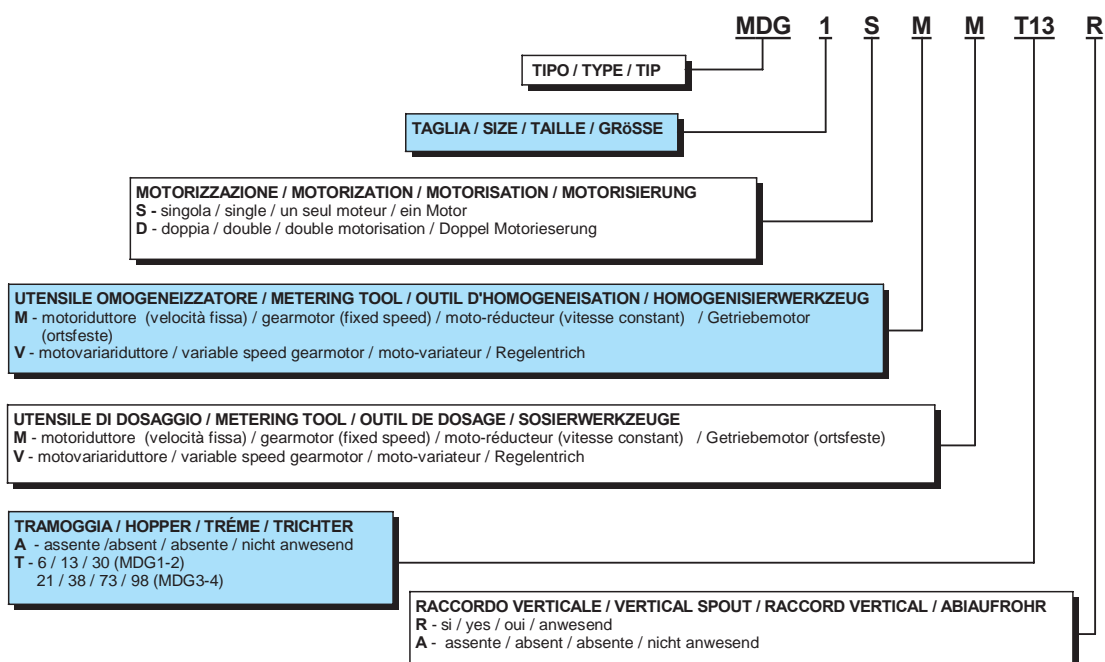 MDG 1 S M M T13 R
TIPO / TYPE / TIP
TAGLIA / SIZE / TAILLE / GRöSSE
MOTORIZZAZIONE / MOTORIZATION / MOTORISATION / MOTORISIERUNG
S - singola / single / un seul moteur / ein Motor
D - doppia / double / double motorisation / Doppel Motorieserung
UTENSILE OMOGENEIZZATORE / METERING TOOL / OUTIL D'HOMOGENEISATION / HOMOGENISIERWERKZEUG
M - motoriduttore (velocità fissa) / gearmotor (fixed speed) / moto-réducteur (vitesse constant) / Getriebemotor
(ortsfeste)
V - motovariariduttore / variable speed gearmotor / moto-variateur / Regelentrich
UTENSILE DI DOSAGGIO / METERING TOOL / OUTIL DE DOSAGE / SOSIERWERKZEUGE
M - motoriduttore (velocità fissa) / gearmotor (fixed speed) / moto-réducteur (vitesse constant) / Getriebemotor (ortsfeste)
V - motovariariduttore / variable speed gearmotor / moto-variateur / Regelentrich
TRAMOGGIA / HOPPER / TRÉME / TRICHTER
A - assente /absent / absente / nicht anwesend
T - 6 / 13 / 30 (MDG1-2)
21 / 38 / 73 / 98 (MDG3-4)
RACCORDO VERTICALE / VERTICAL SPOUT / RACCORD VERTICAL / ABIAUFROHR
R - si / yes / oui / anwesend
A - assente / absent / absente / nicht anwesend